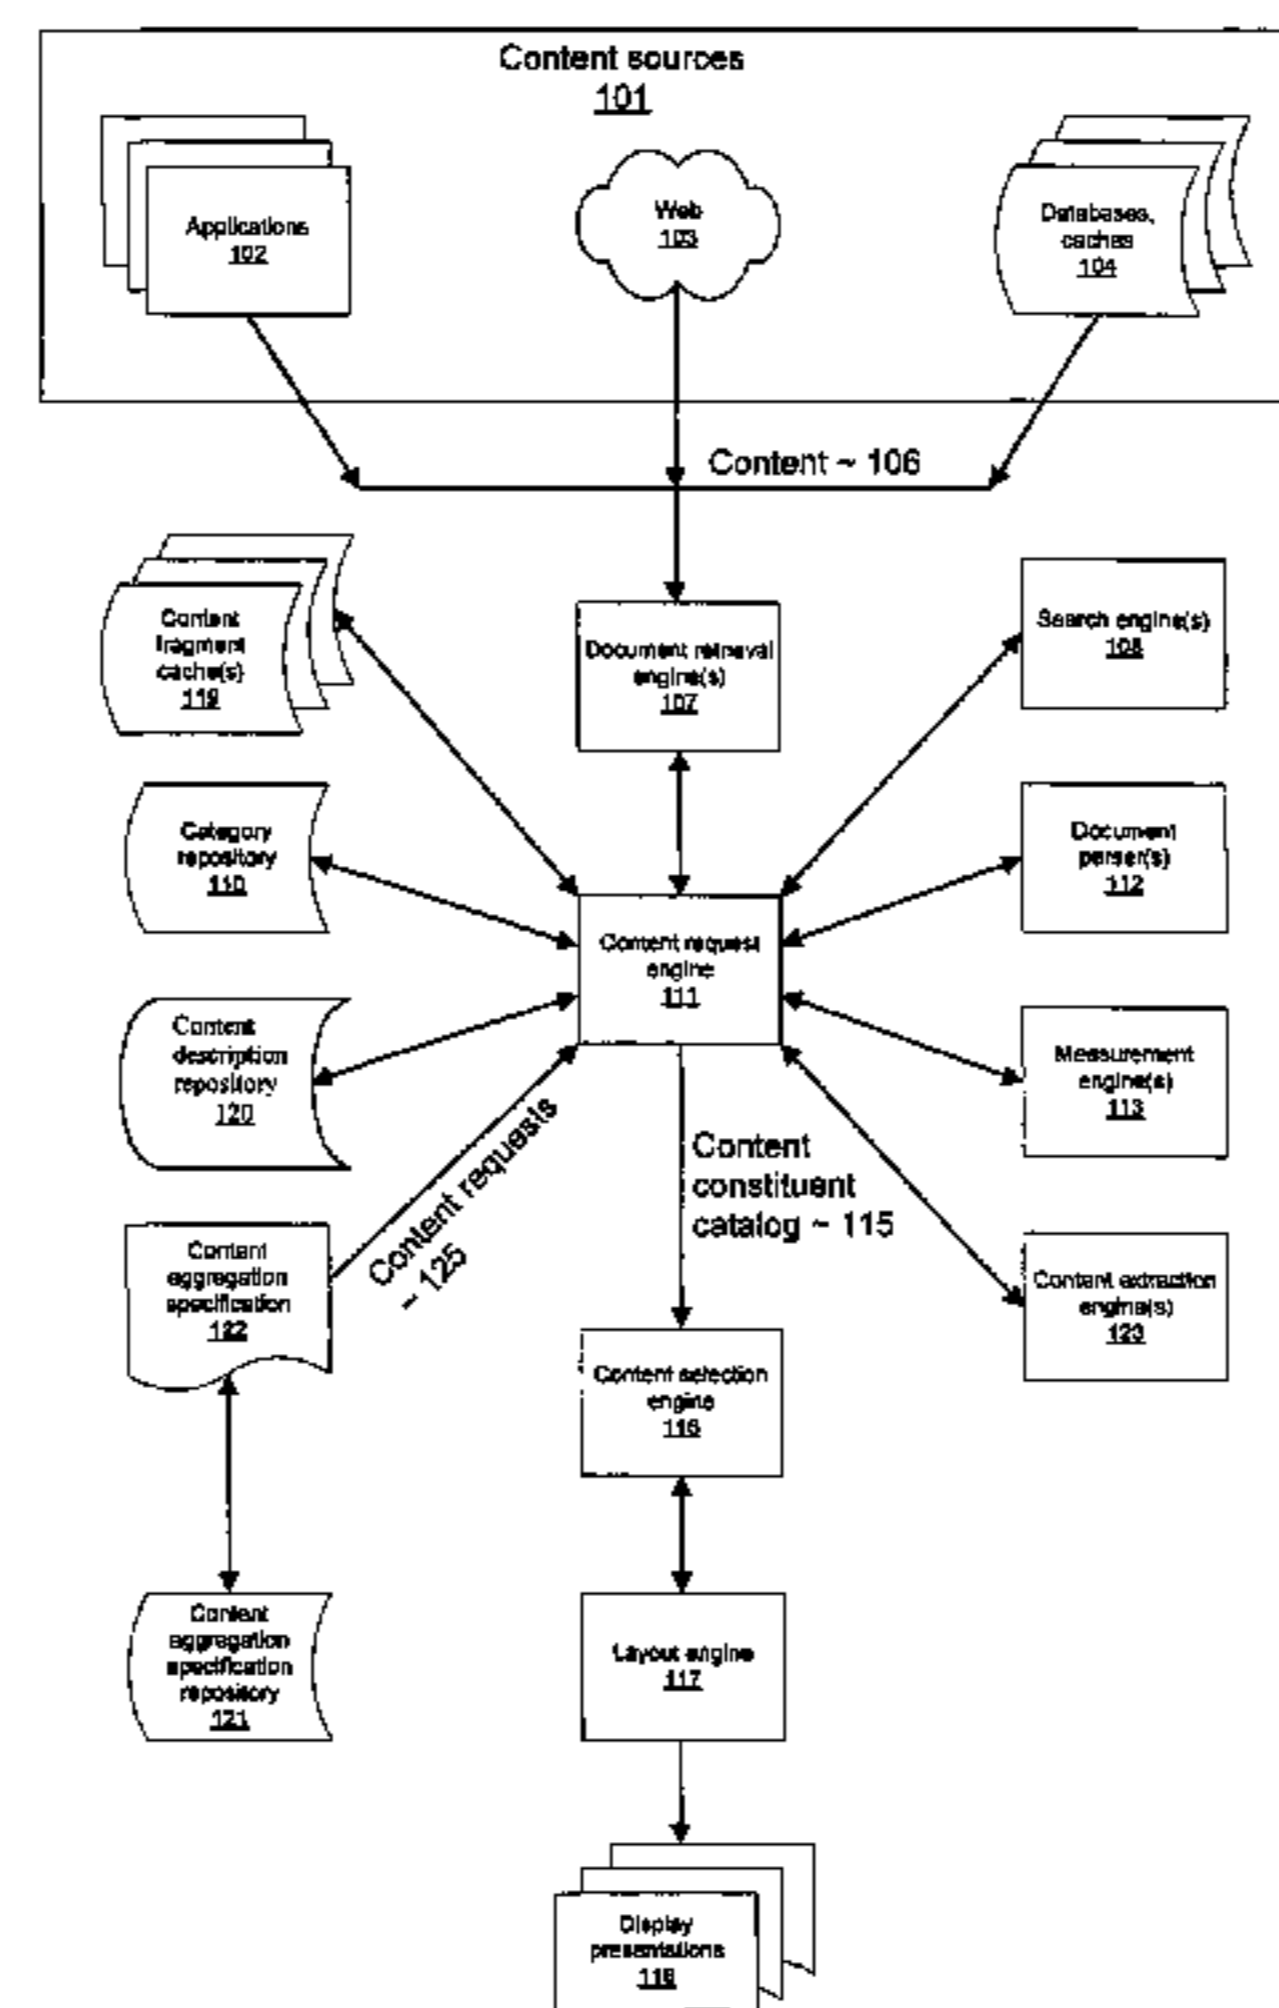 Content sources
101
Applications
102
Web
103
Databases,
caches
104
Content ~ 106
Content
fragment
cache(s)
119
Document retrieval
engine(s)
107
Search engine(s)
108
Category
repository
110
Document
parser(s)
112
Content request
engine
111
Content
description
repository
120
Measurement
engine(s)
113
Content requests
~ 125
Content
constituent
catalog ~ 115
Content
aggregation
specification
122
Content extraction
engine(s)
123
Content selection
engine
116
Content
aggregation
specification
repository
121
Layout engine
117
Display
presentations
118